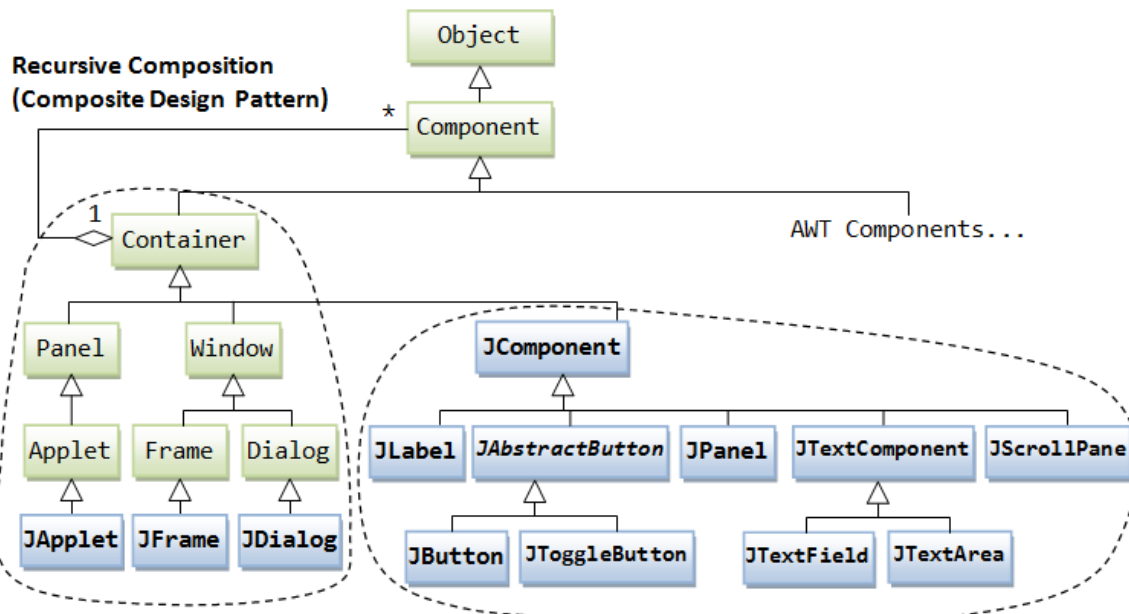 Object
Recursive Composition
(Composite Design Pattern)
*
Component
1
Container
AWT Components...
Panel
Window
JComponent
Applet
Frame
Dialog
JLabel
JAbstractButton
JPanel
JTextComponent
JScrollPane
JApplet
JFrame
JDialog
JButton
JToggleButton
JTextField
JTextArea